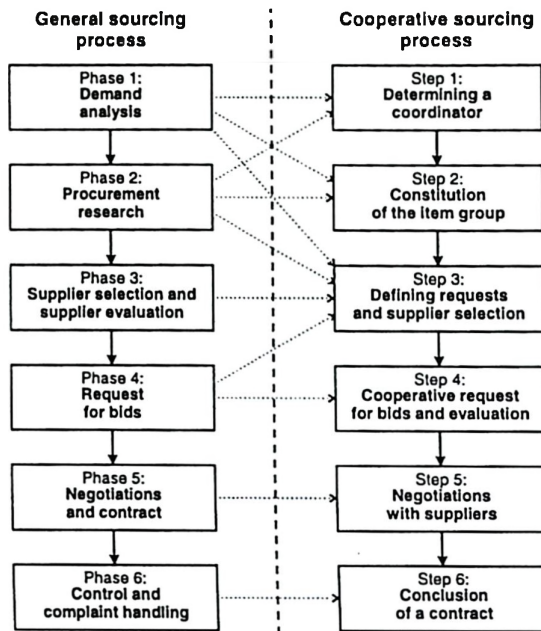 General sourcing
process
Phase 1:
Demand
analysis
Phase 2:
Procurement
research
Phase 3:
Supplier selection and
supplier evaluation
Phase 4:
Request
for bids
Phase 5:
Negotiations
and contract
Phase 6:
Control and
complaint handling
Cooperative sourcing
process
Step 1:
Determining a
coordinator
Step 2:
Constitution
of the item group
Step 3:
Defining requests
and supplier selection
Step 4:
Cooperative request
for bids and evaluation
Step 5:
Negotiations
with suppliers
Step 6:
Conclusion
of a contract